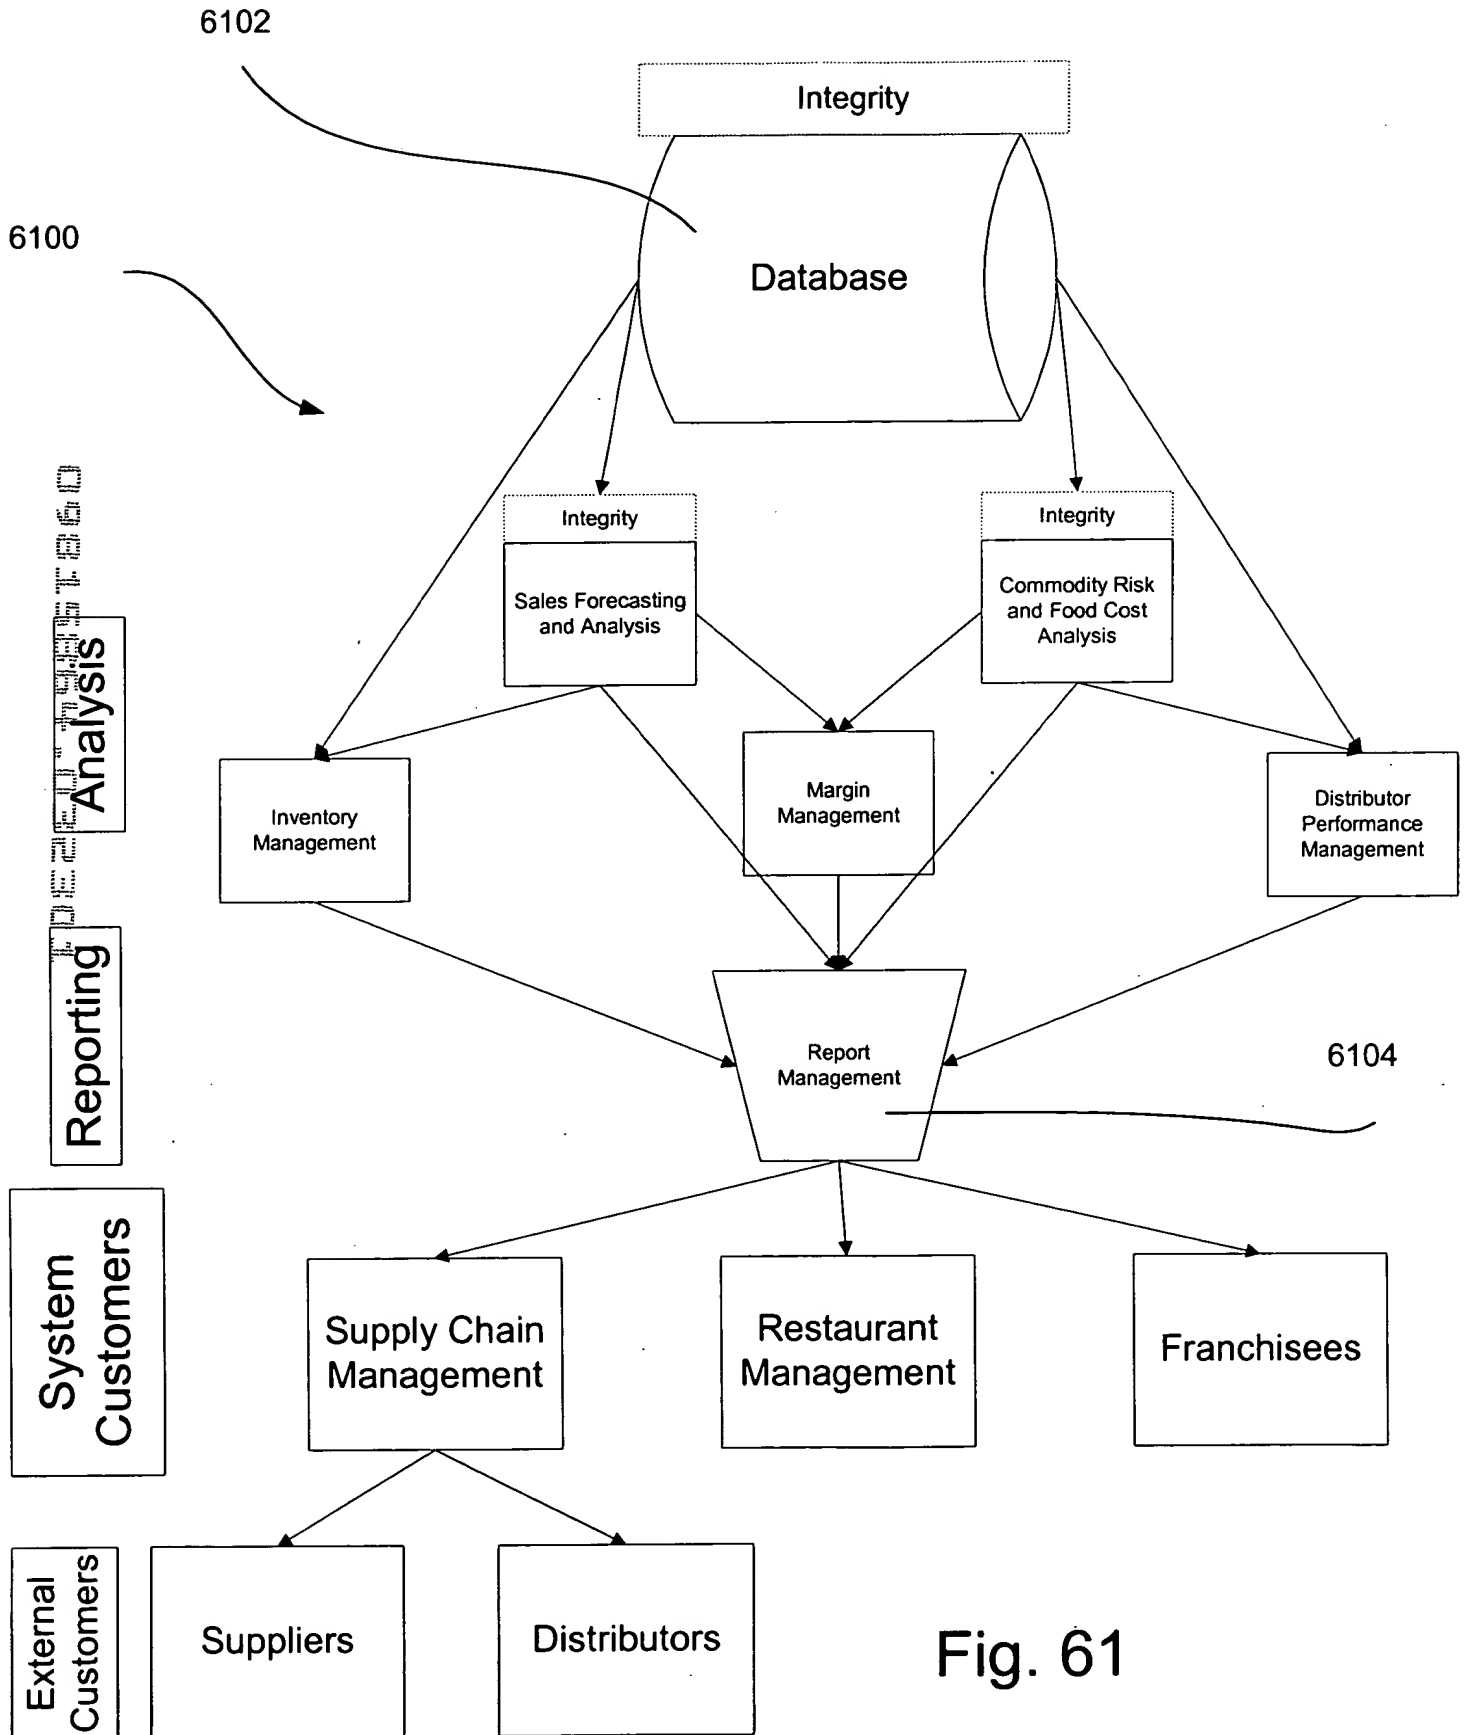 6102
Integrity
6100
Database
Integrity
Integrity
Sales Forecasting
and Analysis
Commodity Risk
and Food Cost
Analysis
Analysis
Inventory
Management
Margin
Management
Distributor
Performance
Management
Reporting
Report
Management
6104
System
Customers
Supply Chain
Management
Restaurant
Management
Franchisees
External
Customers
Suppliers
Distributors
Fig. 61